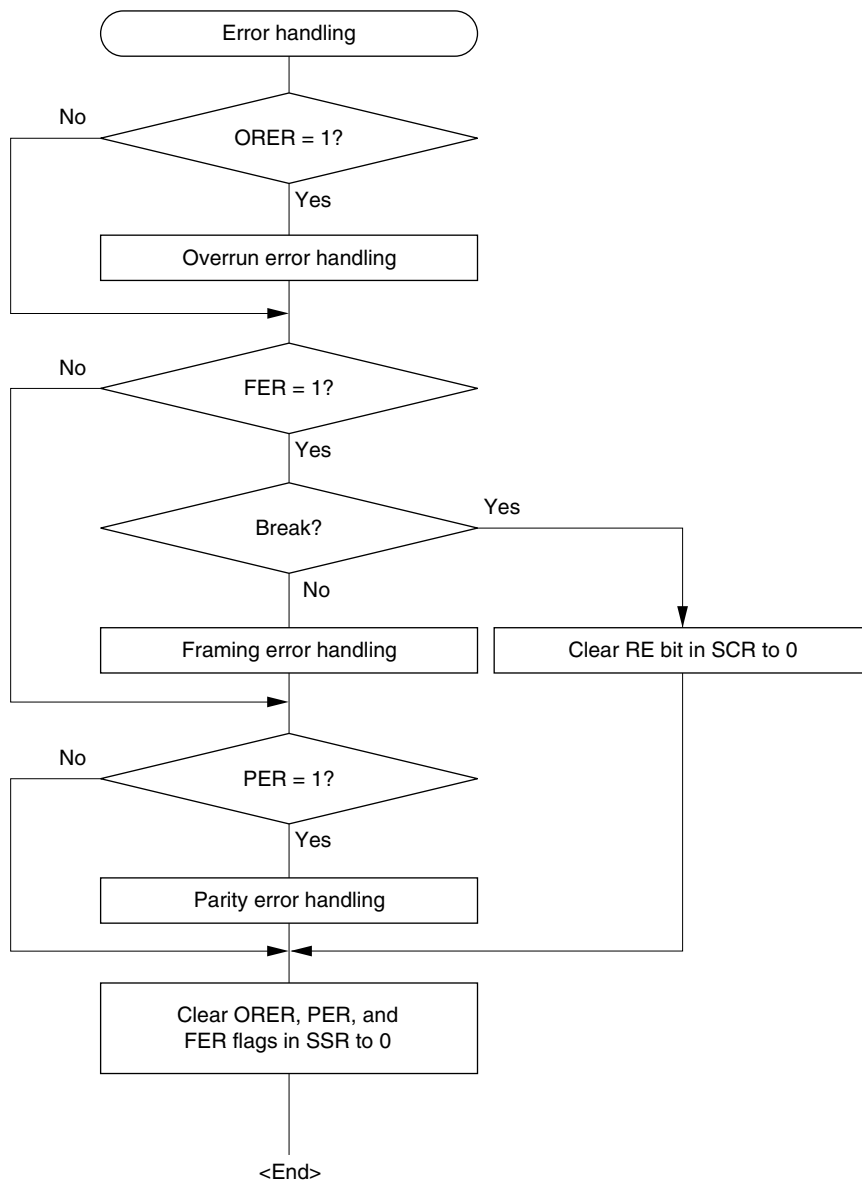 Error handling
No
ORER = 1?
Yes
Overrun error handling
No
FER = 1?
Yes
Break?
Yes
No
Framing error handling
Clear RE bit in SCR to 0
No
PER = 1?
Yes
Parity error handling
Clear ORER, PER, and
FER flags in SSR to 0
<End>